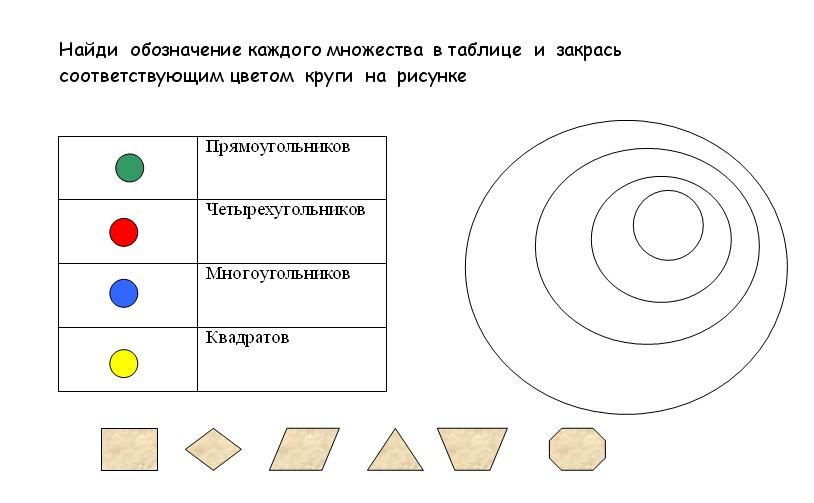 Найди обозначение каждого множества в таблице и закрась
соответствующим цветом круги на рисунке
Прямоугольников
Четырехугольников
Многоугольников
Квадратов